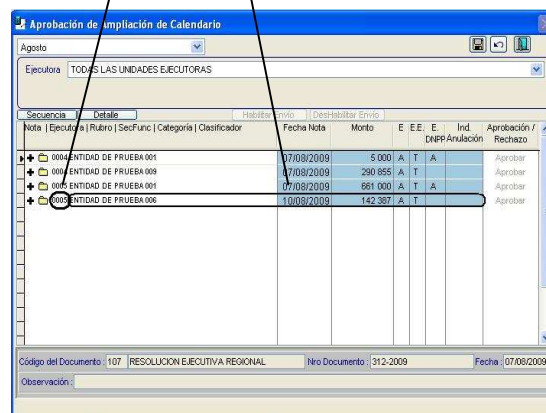 Aprobación de Ampliación de Calendario
Agosto
Ejecutora TODAS LAS UNIDADES EJECUTORAS
Secuencia Detalle Habilitar Envio DesHabilitar Envio
Nota | Ejecutora | Rubro | SecFunc | Categoría | Clasificador Fecha Nota Monto E E.E. E. DNPP Ind. Anulación Aprobación / Rechazo
0004 ENTIDAD DE PRUEBA 001 07/08/2009 5 000 A T A Aprobar
0004 ENTIDAD DE PRUEBA 009 07/08/2009 290 855 A T Aprobar
0005 ENTIDAD DE PRUEBA 001 07/08/2009 661 000 A T A Aprobar
0005 ENTIDAD DE PRUEBA 006 10/08/2009 142 387 A T Aprobar
Código del Documento : 107 RESOLUCION EJECUTIVA REGIONAL Nro Documento : 312-2009 Fecha : 07/08/2009
Observación :